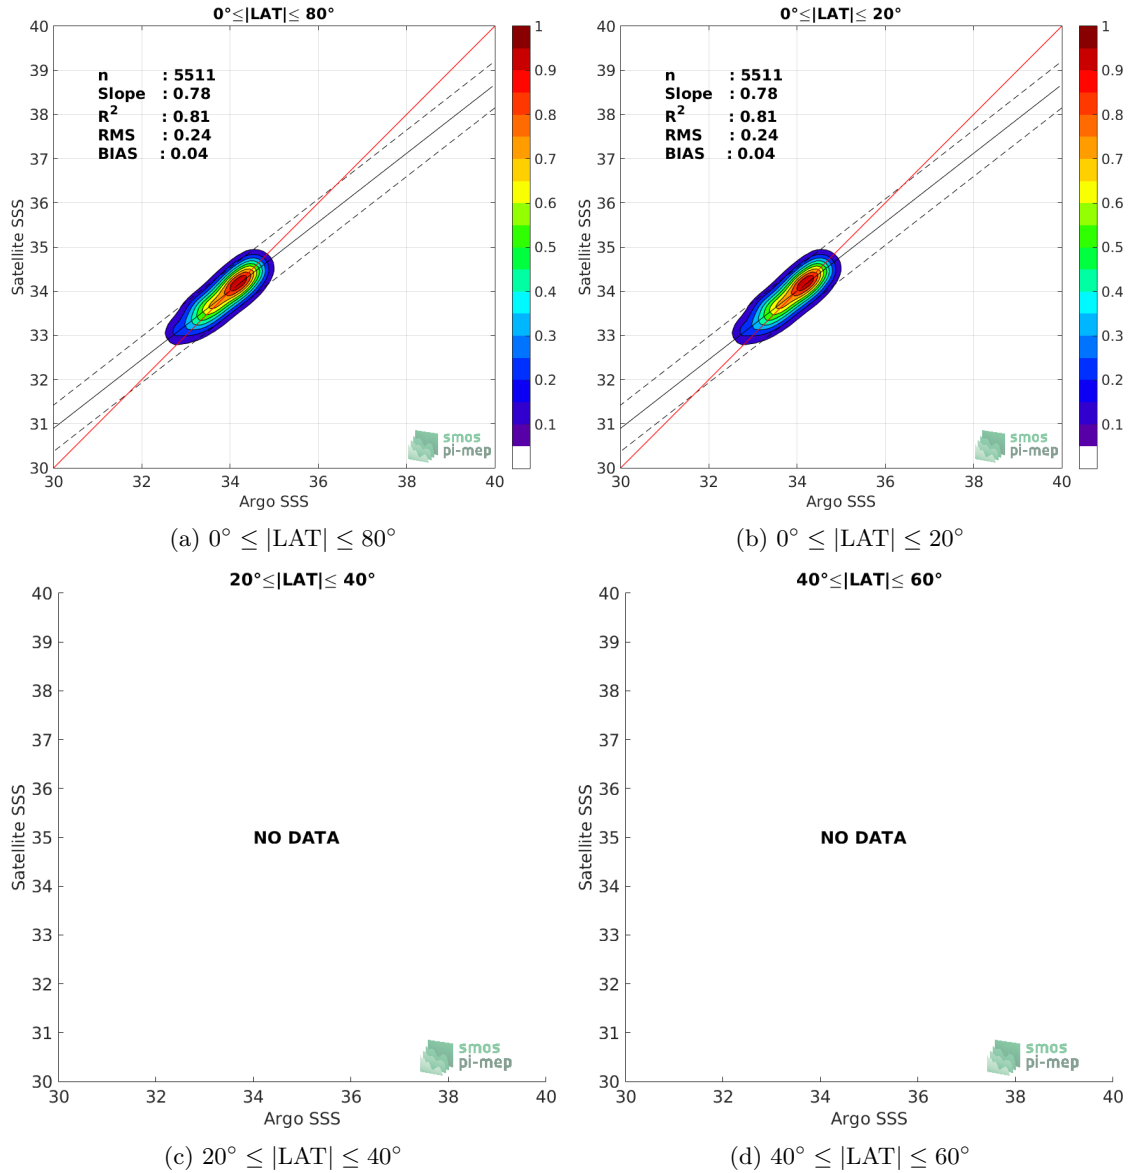 0°≤|LAT|≤ 80°
40
39
38
37
36
35
34
33
32
31
30
Satellite SSS
n : 5511
Slope : 0.78
R² : 0.81
RMS : 0.24
BIAS : 0.04
smos
pi-mep
30 32 34 36 38 40
Argo SSS
1
0.9
0.8
0.7
0.6
0.5
0.4
0.3
0.2
0.1
(a) 0° ≤ |LAT| ≤ 80°
0°≤|LAT|≤ 20°
40
39
38
37
36
35
34
33
32
31
30
Satellite SSS
n : 5511
Slope : 0.78
R² : 0.81
RMS : 0.24
BIAS : 0.04
smos
pi-mep
30 32 34 36 38 40
Argo SSS
1
0.9
0.8
0.7
0.6
0.5
0.4
0.3
0.2
0.1
(b) 0° ≤ |LAT| ≤ 20°
20°≤|LAT|≤ 40°
40
39
38
37
36
35
34
33
32
31
30
Satellite SSS
NO DATA
smos
pi-mep
30 32 34 36 38 40
Argo SSS
(c) 20° ≤ |LAT| ≤ 40°
40°≤|LAT|≤ 60°
40
39
38
37
36
35
34
33
32
31
30
Satellite SSS
NO DATA
smos
pi-mep
30 32 34 36 38 40
Argo SSS
(d) 40° ≤ |LAT| ≤ 60°